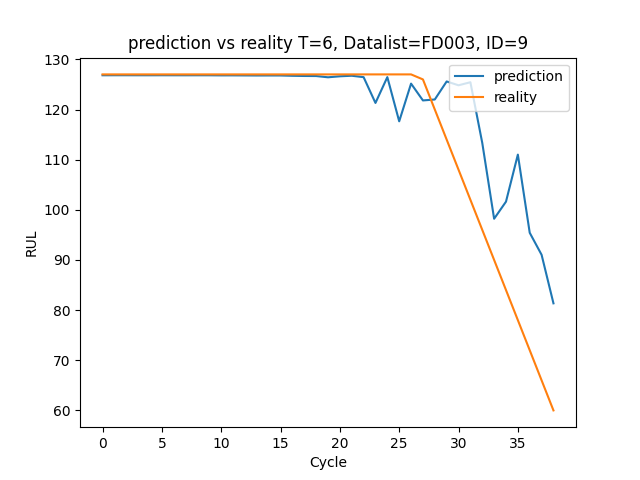 prediction vs reality T=6, Datalist=FD003, ID=9
prediction
reality
130
120
110
100
90
80
70
60
RUL
0 5 10 15 20 25 30 35
Cycle